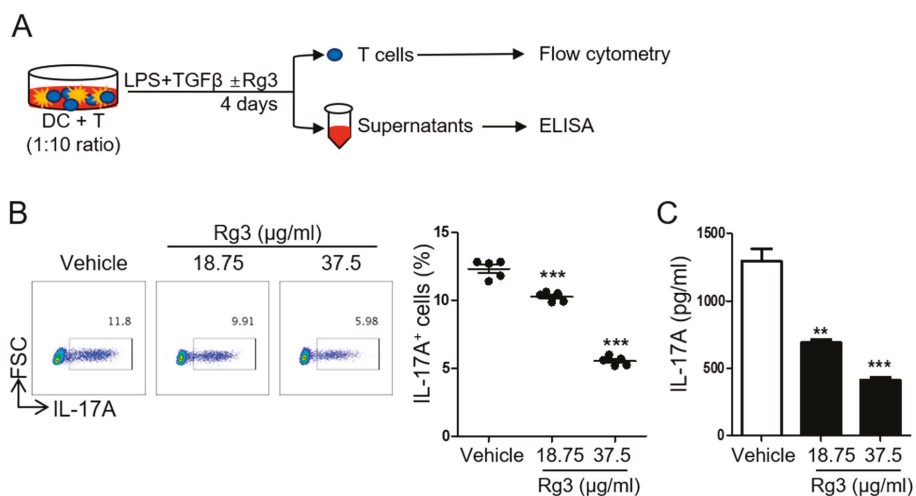 A
LPS+TGFβ ±Rg3
4 days
DC + T
(1:10 ratio)
T cells
Flow cytometry
Supernatants
ELISA
B
Rg3 (μg/ml)
Vehicle
18.75
37.5
11.8
9.91
5.98
FSC
IL-17A
IL-17A⁺ cells (%)
15
10
5
0
***
***
Vehicle
18.75
37.5
Rg3 (μg/ml)
C
IL-17A (pg/ml)
1500
1000
500
0
**
***
Vehicle
18.75
37.5
Rg3 (μg/ml)